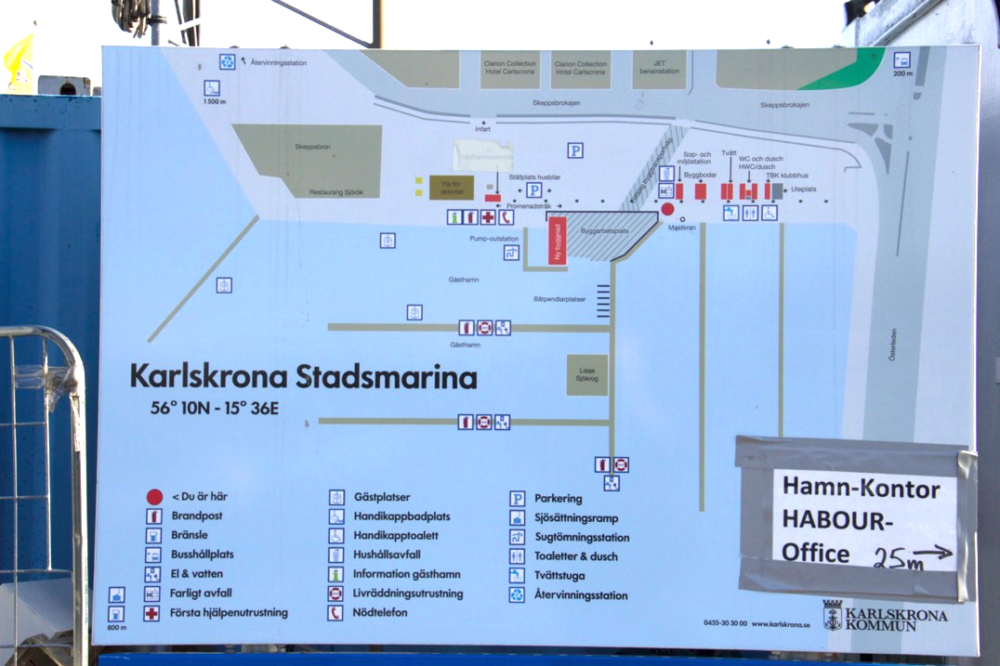 Återvinningsstation
1500 m
Clarion Collection
Hotel Carlscrona
Clarion Collection
Hotel Carlscrona
JET
bensinstation
200 m
Skeppsbrokajen
Skeppsbrokajen
Infart
Skeppsbron
Restaurang Sjörök
Yta för
aktivitet
Ställplats husbilar
P
P
Promenadstråk
Sop- och
miljöstation
Byggbodar
Tvätt
WC och dusch
HWC/dusch
TBK klubbhus
Uteplats
Mastkran
Pump-outstation
Ny byggnad
Byggarbetsplats
Gästhamn
Båtpendlarplatser
Gästhamn
Lisas
Sjökrog
Österleden
Karlskrona Stadsmarina
56° 10N - 15° 36E
< Du är här
Brandpost
Bränsle
Busshållplats
El & vatten
Farligt avfall
Första hjälpenutrustning
800 m
Gästplatser
Handikappbadplats
Handikapptoalett
Hushållsavfall
Information gästhamn
Livräddningsutrustning
Nödtelefon
P Parkering
Sjösättningsramp
Sugtömningsstation
Toaletter & dusch
Tvättstuga
Återvinningsstation
Hamn-Kontor
HABOUR-
Office 25m →
0455-30 30 00 www.karlskrona.se
KARLSKRONA
KOMMUN